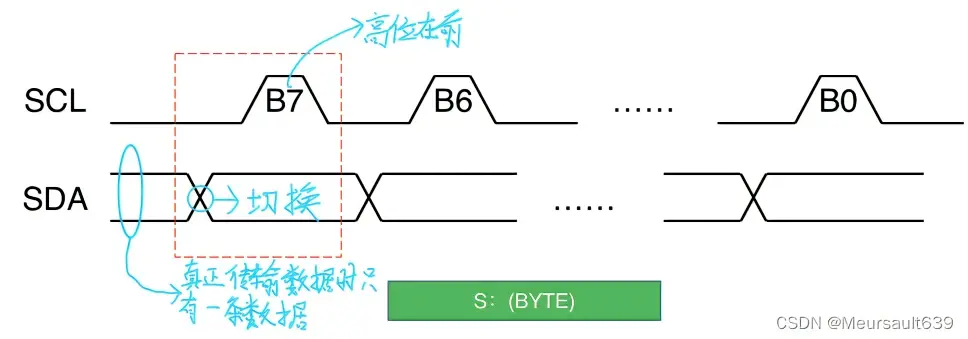 高位在前
SCL
B7
B6
……
B0
SDA
切换
……
真正传输数据时只
有一条数据
S:(BYTE)
CSDN @Meursault639